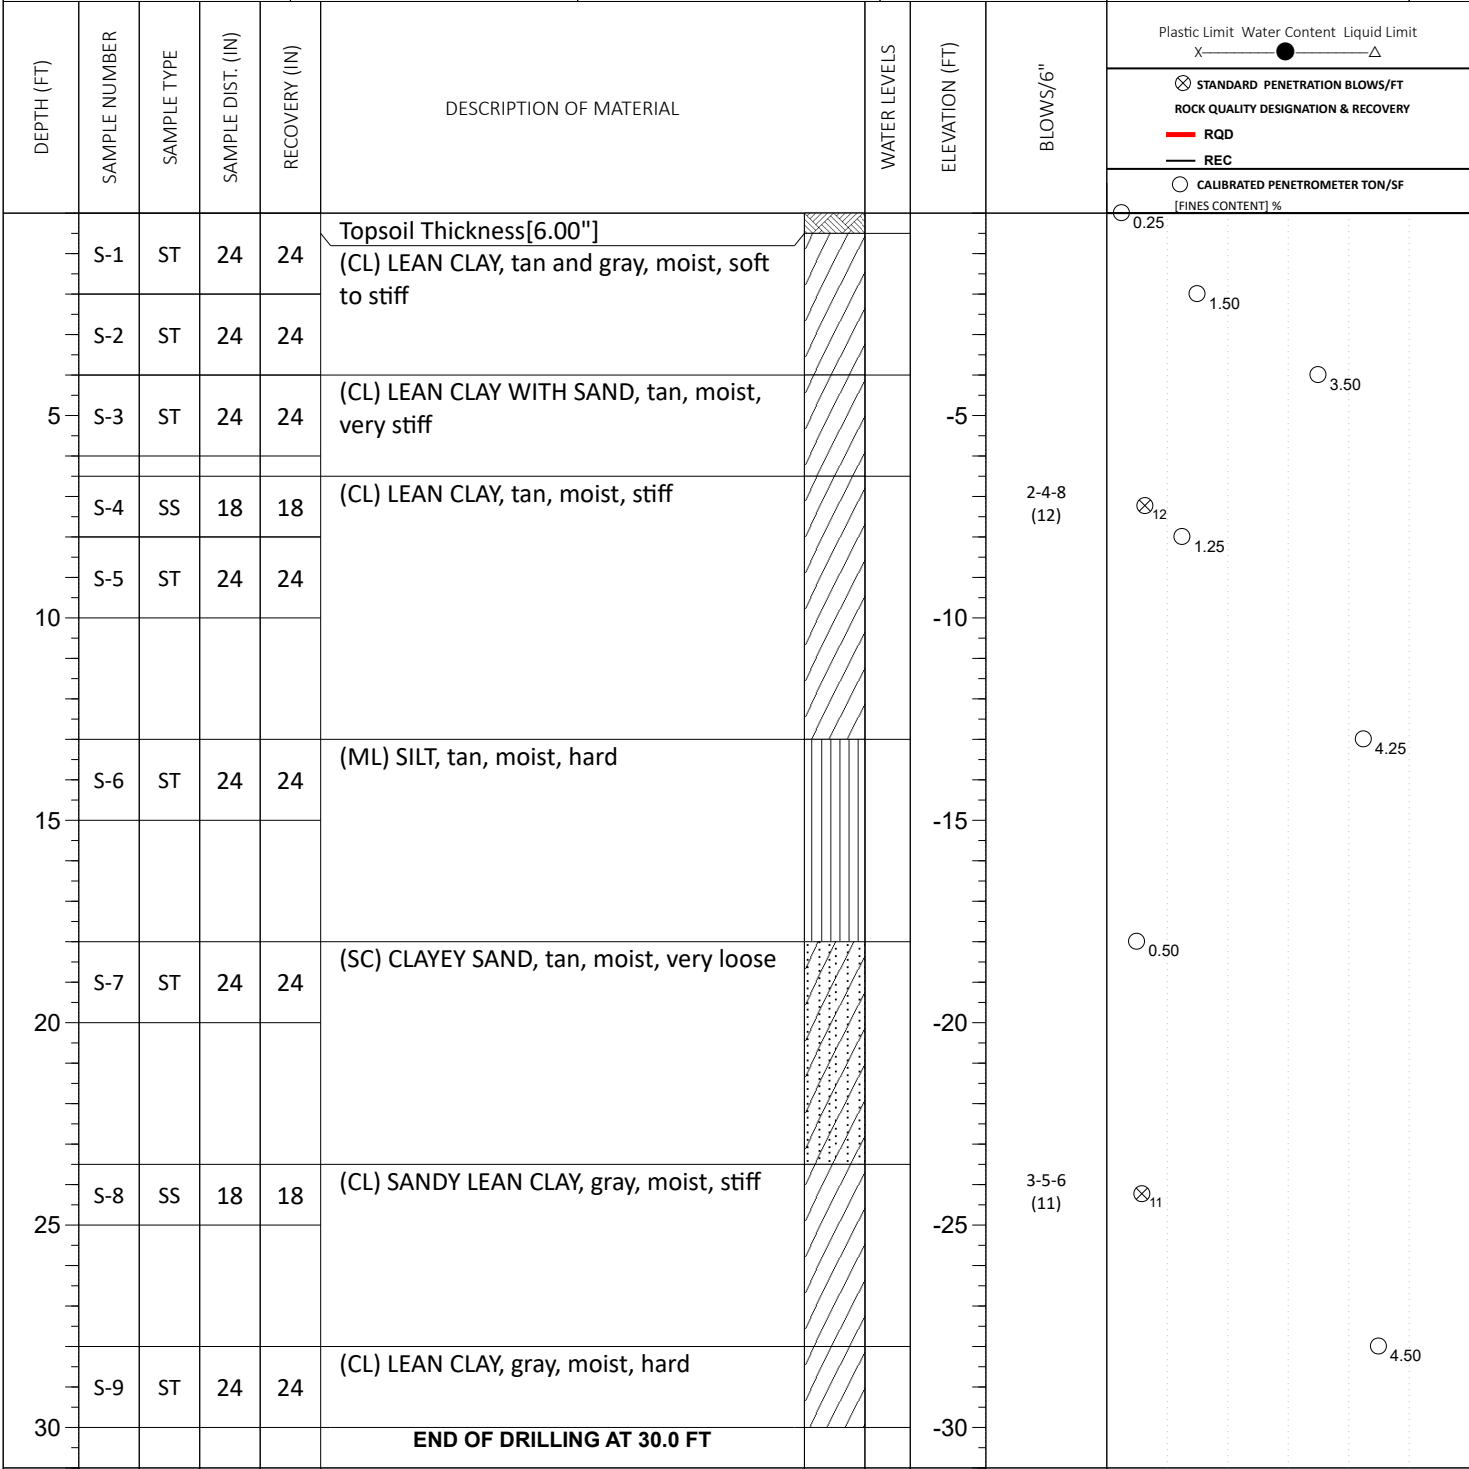 DEPTH (FT)
SAMPLE NUMBER
SAMPLE TYPE
SAMPLE DIST. (IN)
RECOVERY (IN)
DESCRIPTION OF MATERIAL
WATER LEVELS
ELEVATION (FT)
BLOWS/6"
Plastic Limit Water Content Liquid Limit
X
STANDARD PENETRATION BLOWS/FT
ROCK QUALITY DESIGNATION & RECOVERY
RQD
REC
CALIBRATED PENETROMETER TON/SF
[FINES CONTENT] %
0.25
Topsoil Thickness[6.00"]
S-1 ST 24 24
(CL) LEAN CLAY, tan and gray, moist, soft
to stiff
1.50
S-2 ST 24 24
3.50
(CL) LEAN CLAY WITH SAND, tan, moist,
very stiff
5 S-3 ST 24 24 -5
(CL) LEAN CLAY, tan, moist, stiff
S-4 SS 18 18
2-4-8
(12)
12
1.25
S-5 ST 24 24
10 -10
(ML) SILT, tan, moist, hard
4.25
S-6 ST 24 24
15 -15
(SC) CLAYEY SAND, tan, moist, very loose
0.50
S-7 ST 24 24
20 -20
(CL) SANDY LEAN CLAY, gray, moist, stiff
S-8 SS 18 18
3-5-6
(11)
11
25 -25
(CL) LEAN CLAY, gray, moist, hard
4.50
S-9 ST 24 24
30 -30
END OF DRILLING AT 30.0 FT